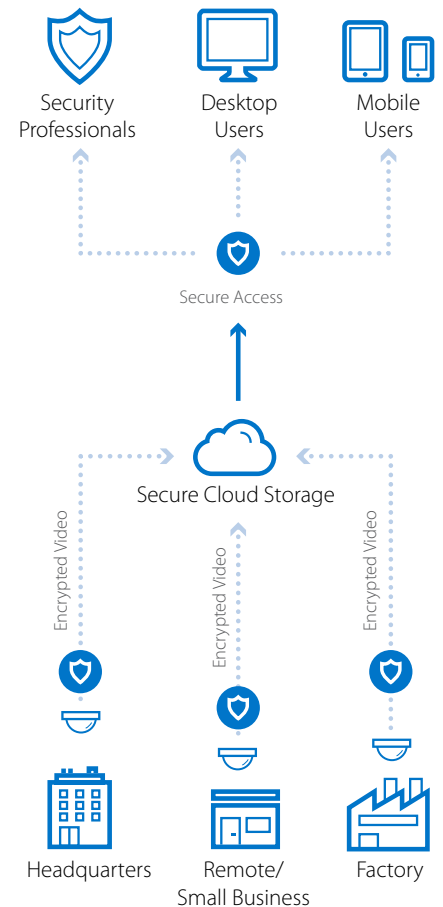 Security
Professionals
Desktop
Users
Mobile
Users
Secure Access
Secure Cloud Storage
Encrypted Video
Encrypted Video
Encrypted Video
Headquarters
Remote/
Small Business
Factory